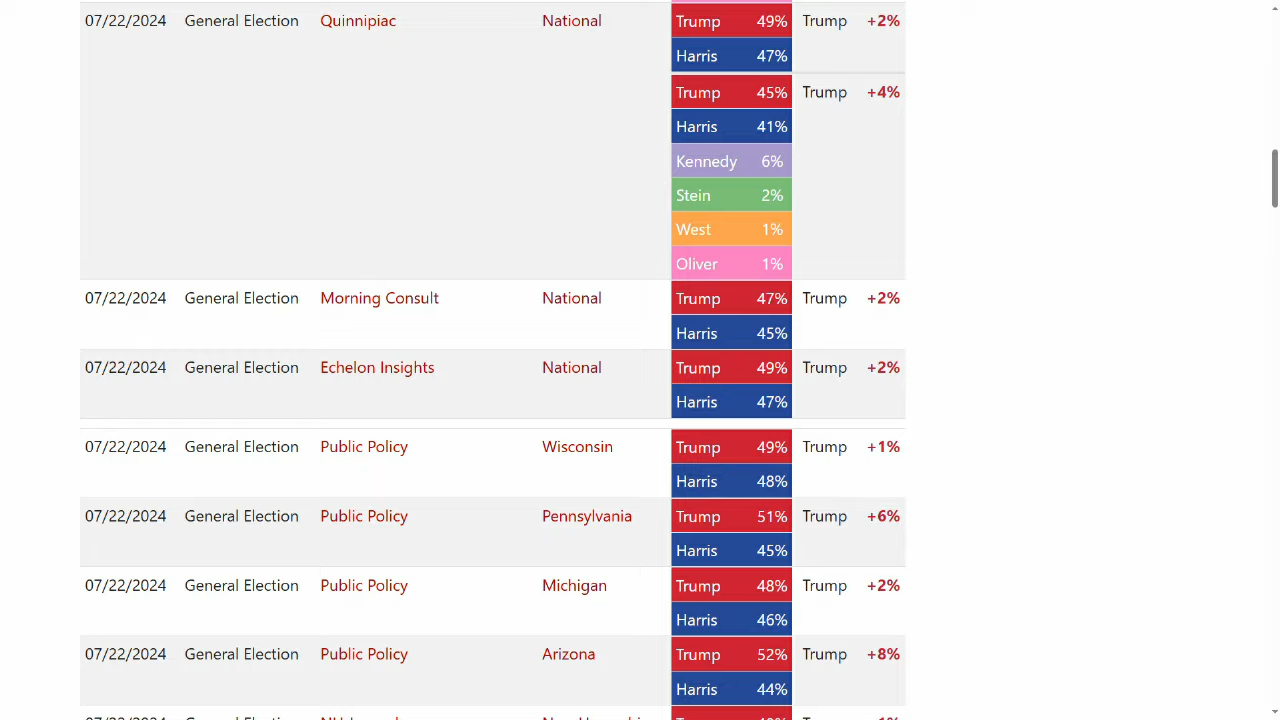 07/22/2024 General Election Quinnipiac National Trump 49% Trump +2%
Harris 47%
Trump 45% Trump +4%
Harris 41%
Kennedy 6%
Stein 2%
West 1%
Oliver 1%
07/22/2024 General Election Morning Consult National Trump 47% Trump +2%
Harris 45%
07/22/2024 General Election Echelon Insights National Trump 49% Trump +2%
Harris 47%
07/22/2024 General Election Public Policy Wisconsin Trump 49% Trump +1%
Harris 48%
07/22/2024 General Election Public Policy Pennsylvania Trump 51% Trump +6%
Harris 45%
07/22/2024 General Election Public Policy Michigan Trump 48% Trump +2%
Harris 46%
07/22/2024 General Election Public Policy Arizona Trump 52% Trump +8%
Harris 44%